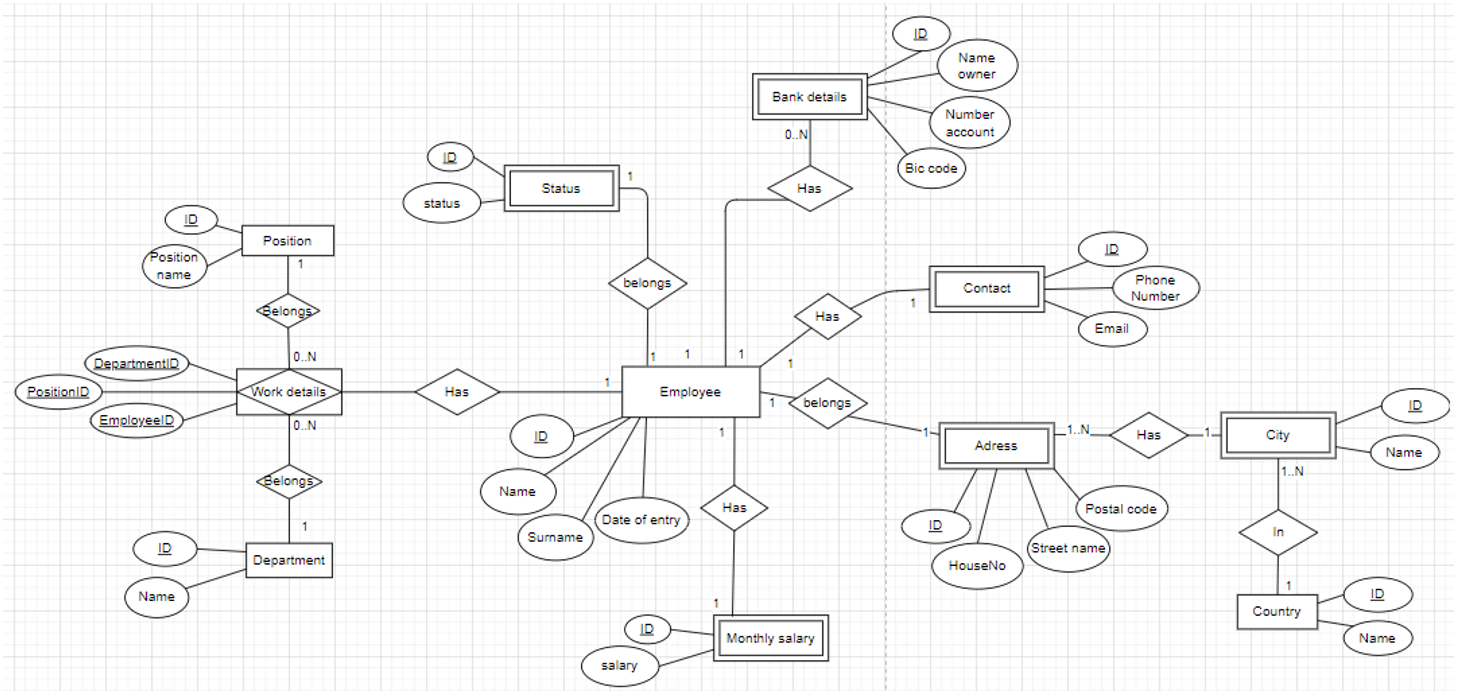 ID
Name
owner
Bank details
Number
account
0..N
Bic code
ID
Status
1
status
Has
ID
Position
Position
name
1
ID
Contact
Phone
Number
1
Email
belongs
Has
Belongs
0..N
1
1
1
1
DepartmentID
PositionID
Work details
Has
1
Employee
1
belongs
EmployeeID
0..N
ID
1
1
Adress
1..N
Has
1
City
ID
Name
1..N
Belongs
Name
Date of entry
Surname
Has
Postal code
ID
Street name
HouseNo
In
1
ID
Department
Name
1
ID
Country
Name
1
ID
Monthly salary
salary